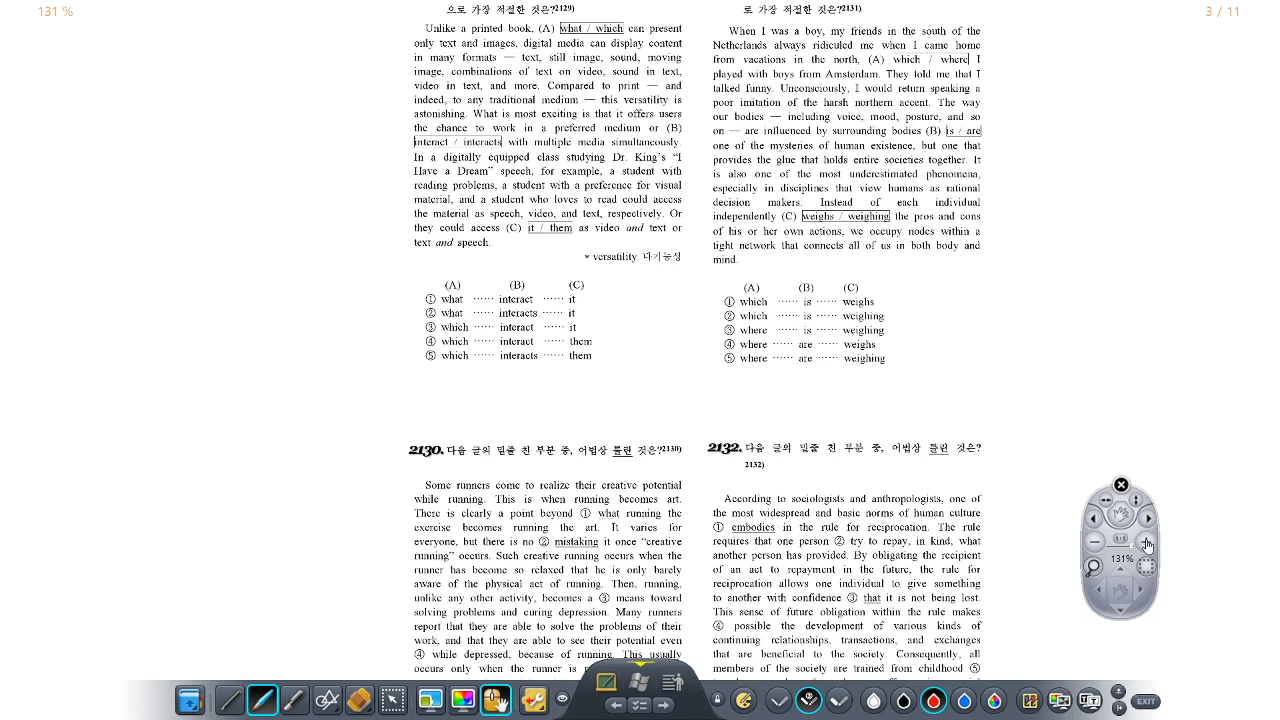 131 %
3 / 11
으로 가장 적절한 것은?2129)
Unlike a printed book, (A) what / which can present
only text and images, digital media can display content
in many formats — text, still image, sound, moving
image, combinations of text on video, sound in text,
video in text, and more. Compared to print — and
indeed, to any traditional medium — this versatility is
astonishing. What is most exciting is that it offers users
the chance to work in a preferred medium or (B)
interact / interacts with multiple media simultaneously.
In a digitally equipped class studying Dr. King's “I
Have a Dream” speech, for example, a student with
reading problems, a student with a preference for visual
material, and a student who loves to read could access
the material as speech, video, and text, respectively. Or
they could access (C) it / them as video and text or
text and speech.
* versatility 다기능성
(A) (B) (C)
① what ······ interact ······ it
② what ······ interacts ······ it
③ which ······ interact ······ it
④ which ······ interact ······ them
⑤ which ······ interacts ······ them
2130. 다음 글의 밑줄 친 부분 중, 어법상 틀린 것은?2130)
Some runners come to realize their creative potential
while running. This is when running becomes art.
There is clearly a point beyond ① what running the
exercise becomes running the art. It varies for
everyone, but there is no ② mistaking it once “creative
running” occurs. Such creative running occurs when the
runner has become so relaxed that he is only barely
aware of the physical act of running. Then, running,
unlike any other activity, becomes a ③ means toward
solving problems and curing depression. Many runners
report that they are able to solve the problems of their
work, and that they are able to see their potential even
④ while depressed, because of running. This usually
occurs only when the runner is
로 가장 적절한 것은?2131)
When I was a boy, my friends in the south of the
Netherlands always ridiculed me when I came home
from vacations in the north, (A) which / where I
played with boys from Amsterdam. They told me that I
talked funny. Unconsciously, I would return speaking a
poor imitation of the harsh northern accent. The way
our bodies — including voice, mood, posture, and so
on — are influenced by surrounding bodies (B) is / are
one of the mysteries of human existence, but one that
provides the glue that holds entire societies together. It
is also one of the most underestimated phenomena,
especially in disciplines that view humans as rational
decision makers. Instead of each individual
independently (C) weighs / weighing the pros and cons
of his or her own actions, we occupy nodes within a
tight network that connects all of us in both body and
mind.
(A) (B) (C)
① which ······ is ······ weighs
② which ······ is ······ weighing
③ where ······ is ······ weighing
④ where ······ are ······ weighs
⑤ where ······ are ······ weighing
2132. 다음 글의 밑줄 친 부분 중, 어법상 틀린 것은?
2132)
According to sociologists and anthropologists, one of
the most widespread and basic norms of human culture
① embodies in the rule for reciprocation. The rule
requires that one person ② try to repay, in kind, what
another person has provided. By obligating the recipient
of an act to repayment in the future, the rule for
reciprocation allows one individual to give something
to another with confidence ③ that it is not being lost.
This sense of future obligation within the rule makes
④ possible the development of various kinds of
continuing relationships, transactions, and exchanges
that are beneficial to the society. Consequently, all
members of the society are trained from childhood ⑤
1:1
131%
EXIT